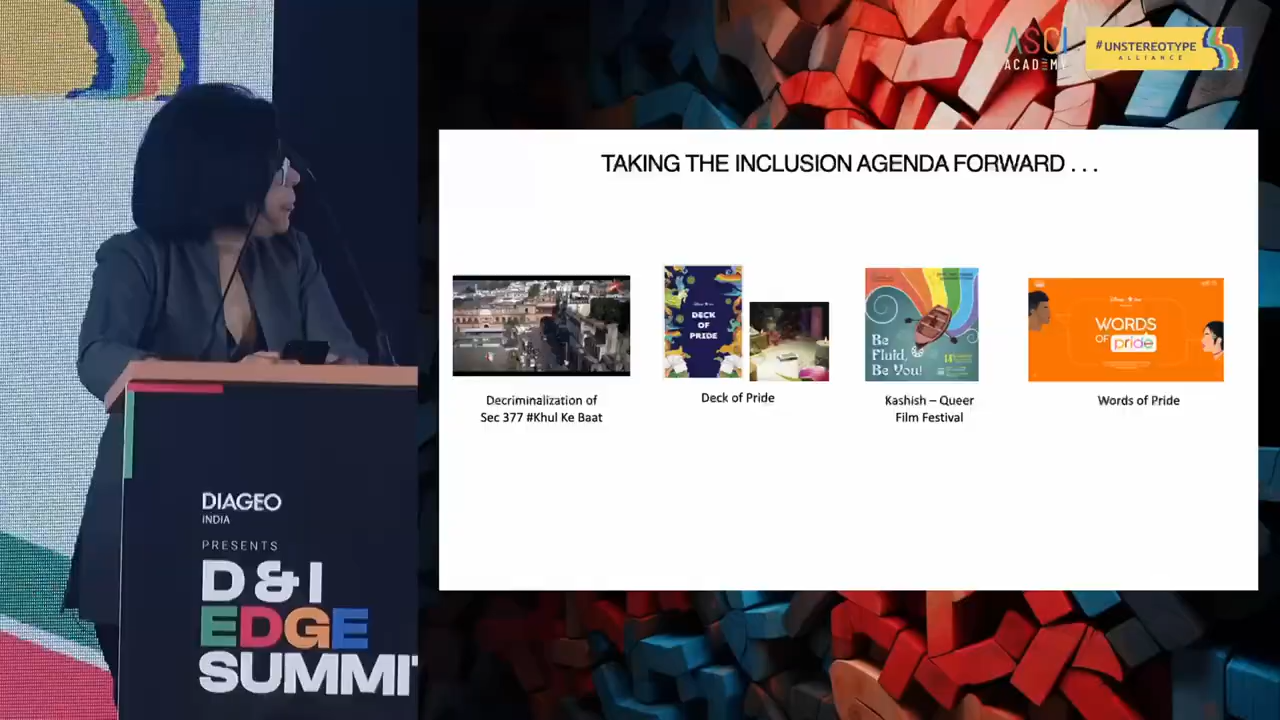 ASCI
ACADEMY
#UNSTEREOTYPE
ALLIANCE
TAKING THE INCLUSION AGENDA FORWARD . . .
DECK
OF
PRIDE
Be
Fluid,
Be You!
WORDS
OF pride
Decriminalization of
Sec 377 #Khul Ke Baat
Deck of Pride
Kashish – Queer
Film Festival
Words of Pride
DIAGEO
INDIA
PRESENTS
D & I
EDGE
SUMMIT